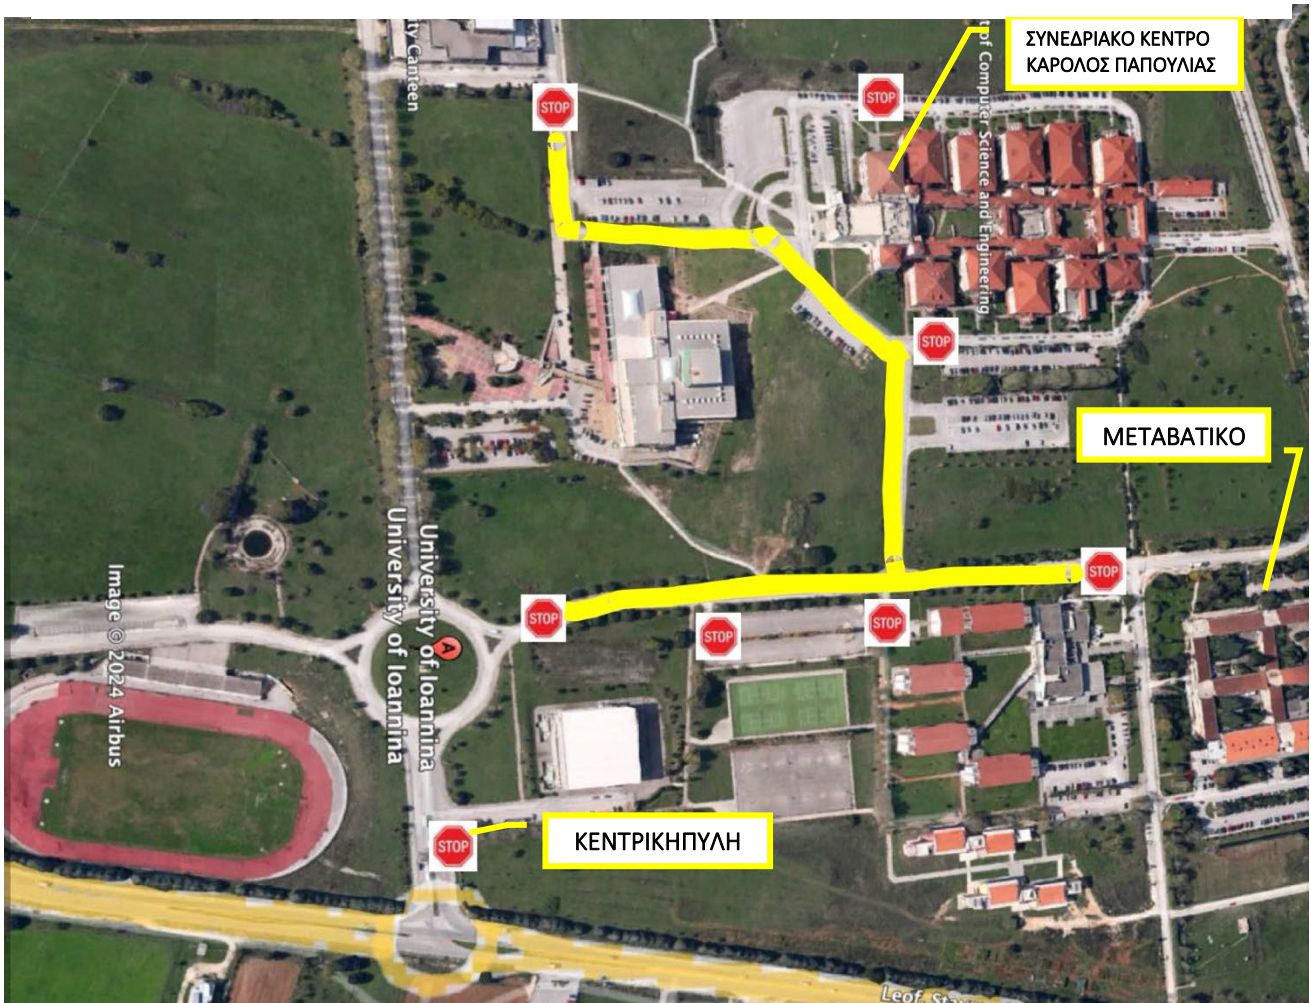 ity Canteen
of Computer Science and Engineering
ΣΥΝΕΔΡΙΑΚΟ ΚΕΝΤΡΟ
ΚΑΡΟΛΟΣ ΠΑΠΟΥΛΙΑΣ
STOP
STOP
STOP
ΜΕΤΑΒΑΤΙΚΟ
STOP
STOP
STOP
STOP
University of Ioannina
University of Ioannina
A
Image © 2024 Airbus
STOP
ΚΕΝΤΡΙΚΗΠΥΛΗ
Leof.